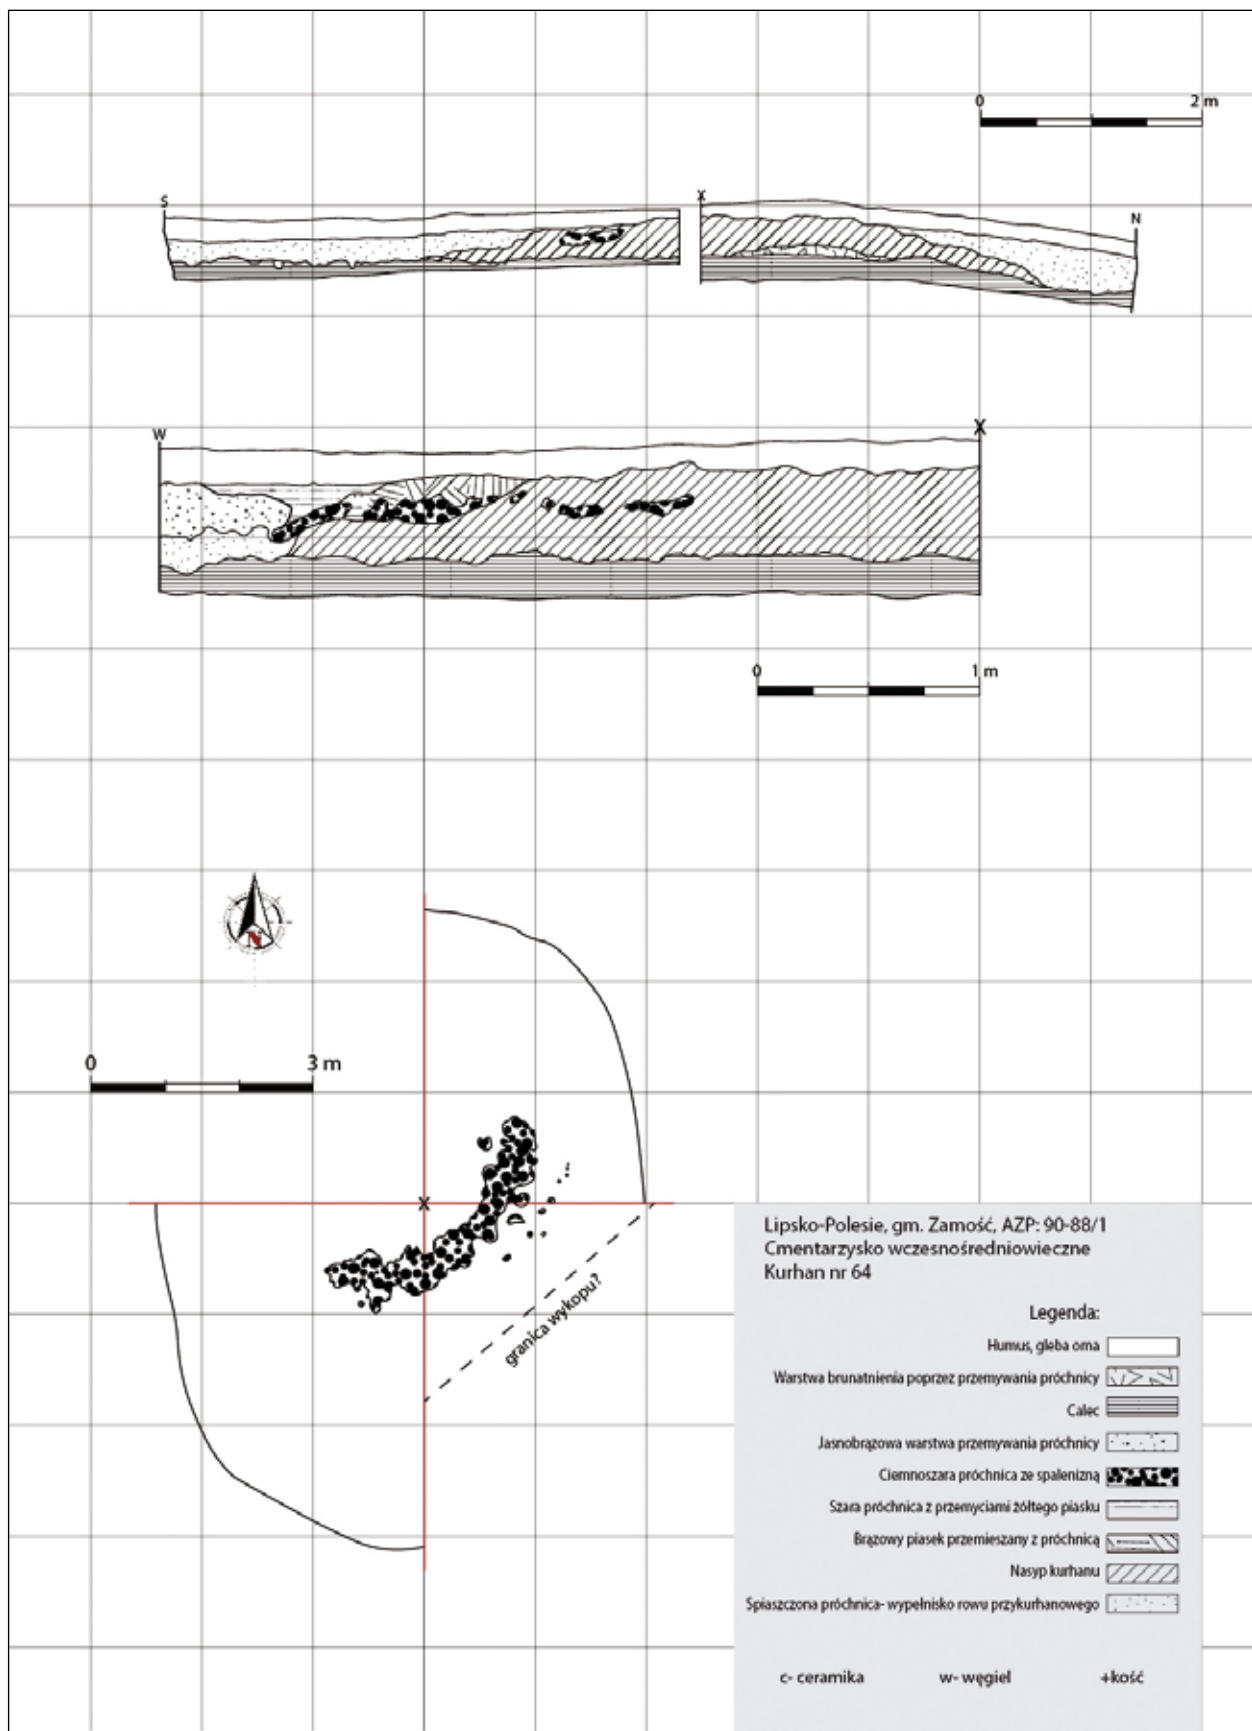 0 2 m
S
X
N
W
X
0 1 m
N
0 3 m
X
granica wykopu?
Lipsko-Polesie, gm. Zamość, AZP: 90-88/1
Cmentarzysko wczesnośredniowieczne
Kurhan nr 64
Legenda:
Humus, gleba orna
Warstwa brunatnienia poprzez przemywania próchnicy
Calec
Jasnobrązowa warstwa przemywania próchnicy
Ciemnoszara próchnica ze spalenizną
Szara próchnica z przemyciami żółtego piasku
Brązowy piasek przemieszany z próchnicą
Nasyp kurhanu
Spiaszczona próchnica- wypełnisko rowu przykurhanowego
c- ceramika w- węgiel +kość